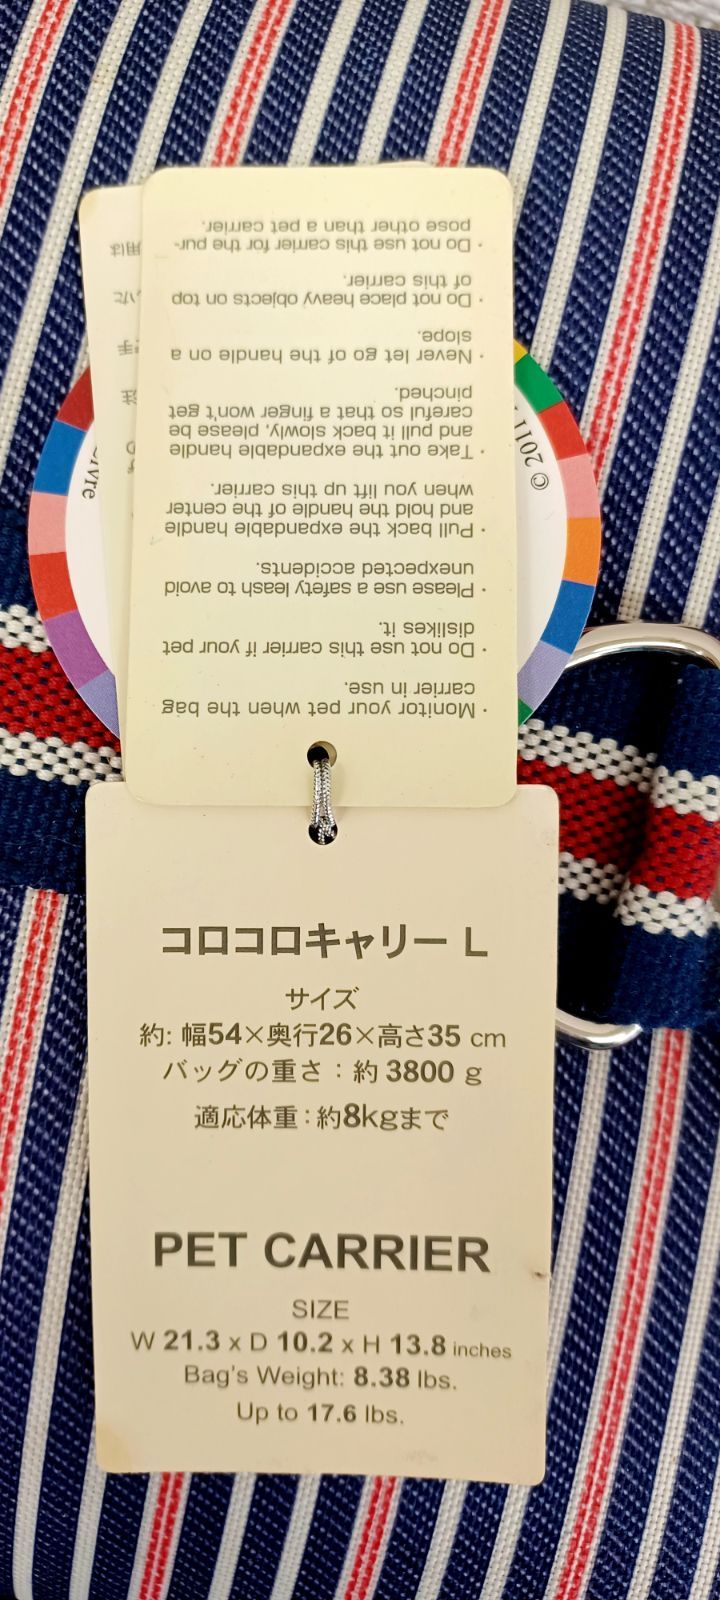 ・Monitor your pet when the bag
carrier in use.
・Do not use this carrier if your pet
dislikes it.
・Please use a safety leash to avoid
unexpected accidents.
・Pull back the expandable handle
and hold the handle of the center
when you lift up this carrier.
・Take out the expandable handle
and pull it back slowly, please be
careful so that a finger won't get
pinched.
・Never let go of the handle on a
slope.
・Do not place heavy objects on top
of this carrier.
・Do not use this carrier for the pur-
pose other than a pet carrier.
© 2011
コロコロキャリー L
サイズ
約: 幅54×奥行26×高さ35 cm
バッグの重さ：約 3800 g
適応体重：約8kgまで
PET CARRIER
SIZE
W 21.3 x D 10.2 x H 13.8 inches
Bag's Weight: 8.38 lbs.
Up to 17.6 lbs.